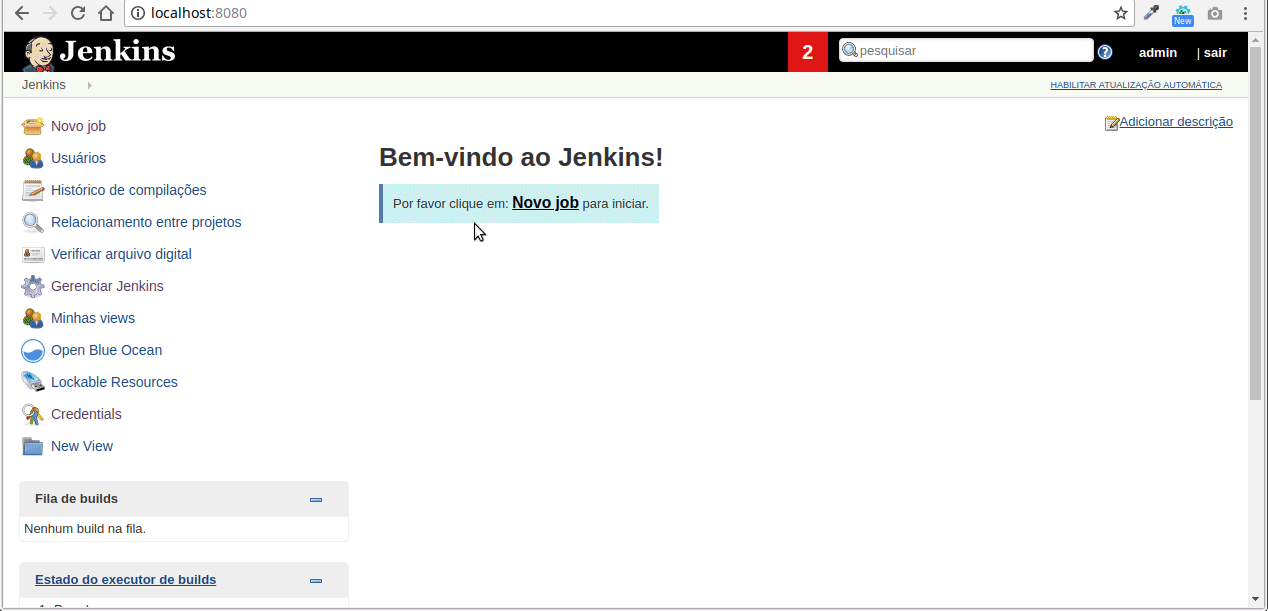 localhost:8080
New
Jenkins
2
pesquisar
admin
| sair
Jenkins
HABILITAR ATUALIZAÇÃO AUTOMÁTICA
Adicionar descrição
Novo job
Usuários
Histórico de compilações
Relacionamento entre projetos
Verificar arquivo digital
Gerenciar Jenkins
Minhas views
Open Blue Ocean
Lockable Resources
Credentials
New View
Bem-vindo ao Jenkins!
Por favor clique em: Novo job para iniciar.
Fila de builds
Nenhum build na fila.
Estado do executor de builds